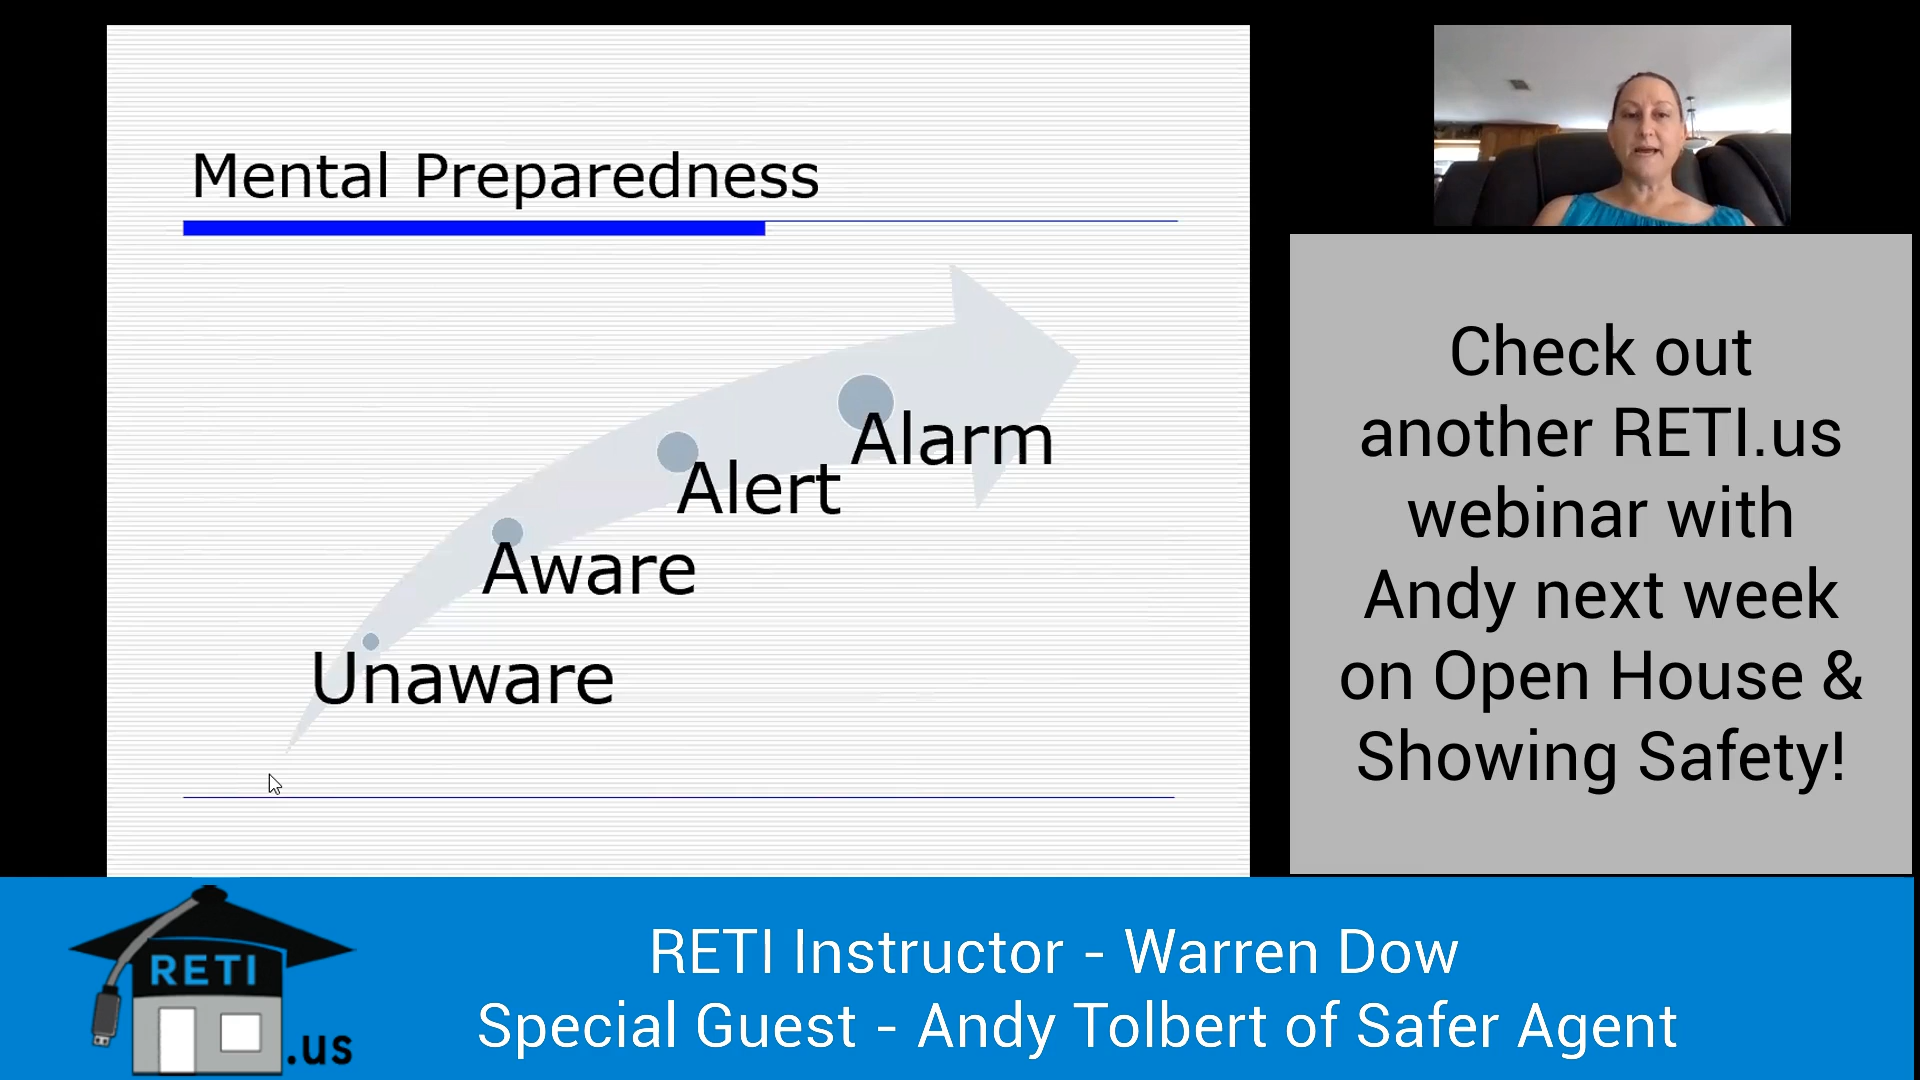 Mental Preparedness
Alarm
Alert
Aware
Unaware
Check out
another RETI.us
webinar with
Andy next week
on Open House &
Showing Safety!
RETI
.us
RETI Instructor - Warren Dow
Special Guest - Andy Tolbert of Safer Agent